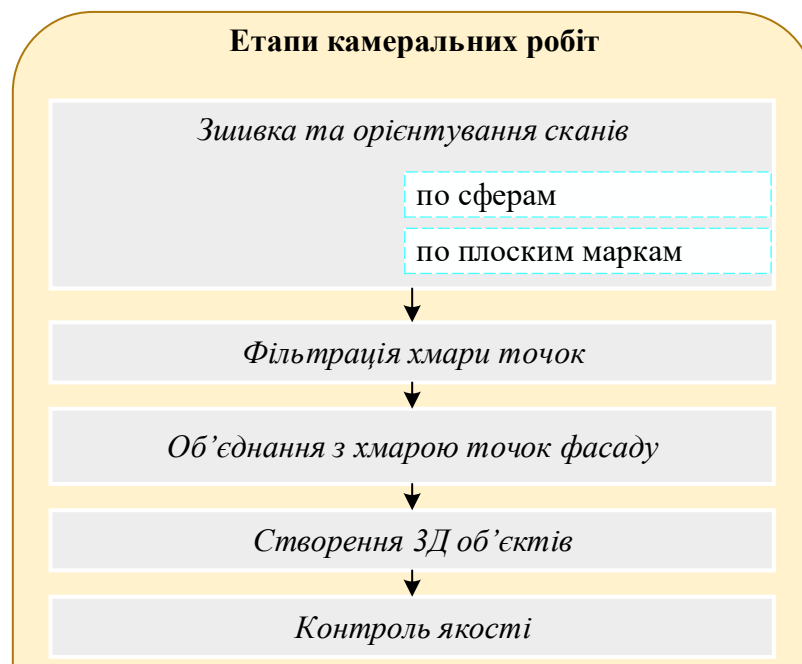 Етапи камеральних робіт
Зшивка та орієнтування сканів
по сферам
по плоским маркам
Фільтрація хмари точок
Об’єднання з хмарою точок фасаду
Створення 3Д об’єктів
Контроль якості